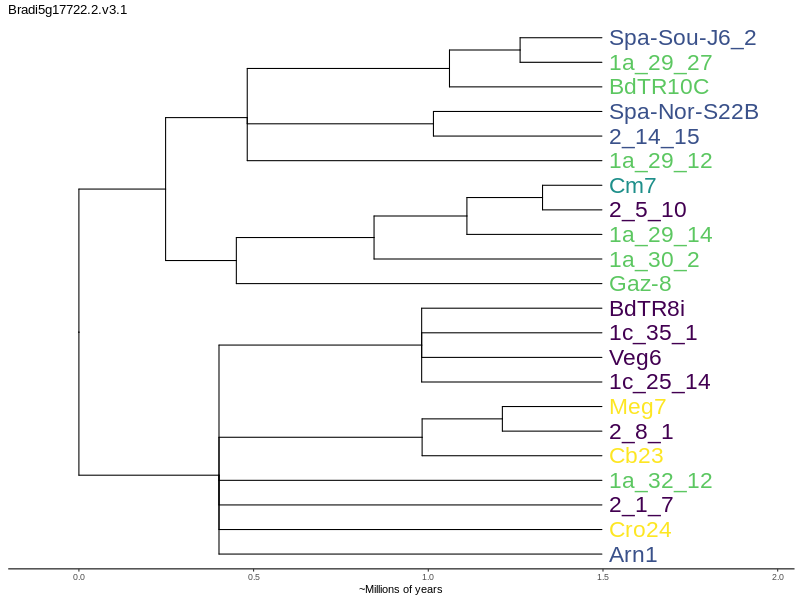 Bradi5g17722.2.v3.1
Spa-Sou-J6_2
1a_29_27
BdTR10C
Spa-Nor-S22B
2_14_15
1a_29_12
Cm7
2_5_10
1a_29_14
1a_30_2
Gaz-8
BdTR8i
1c_35_1
Veg6
1c_25_14
Meg7
2_8_1
Cb23
1a_32_12
2_1_7
Cro24
Arn1
0.0 0.5 1.0 1.5 2.0
~Millions of years